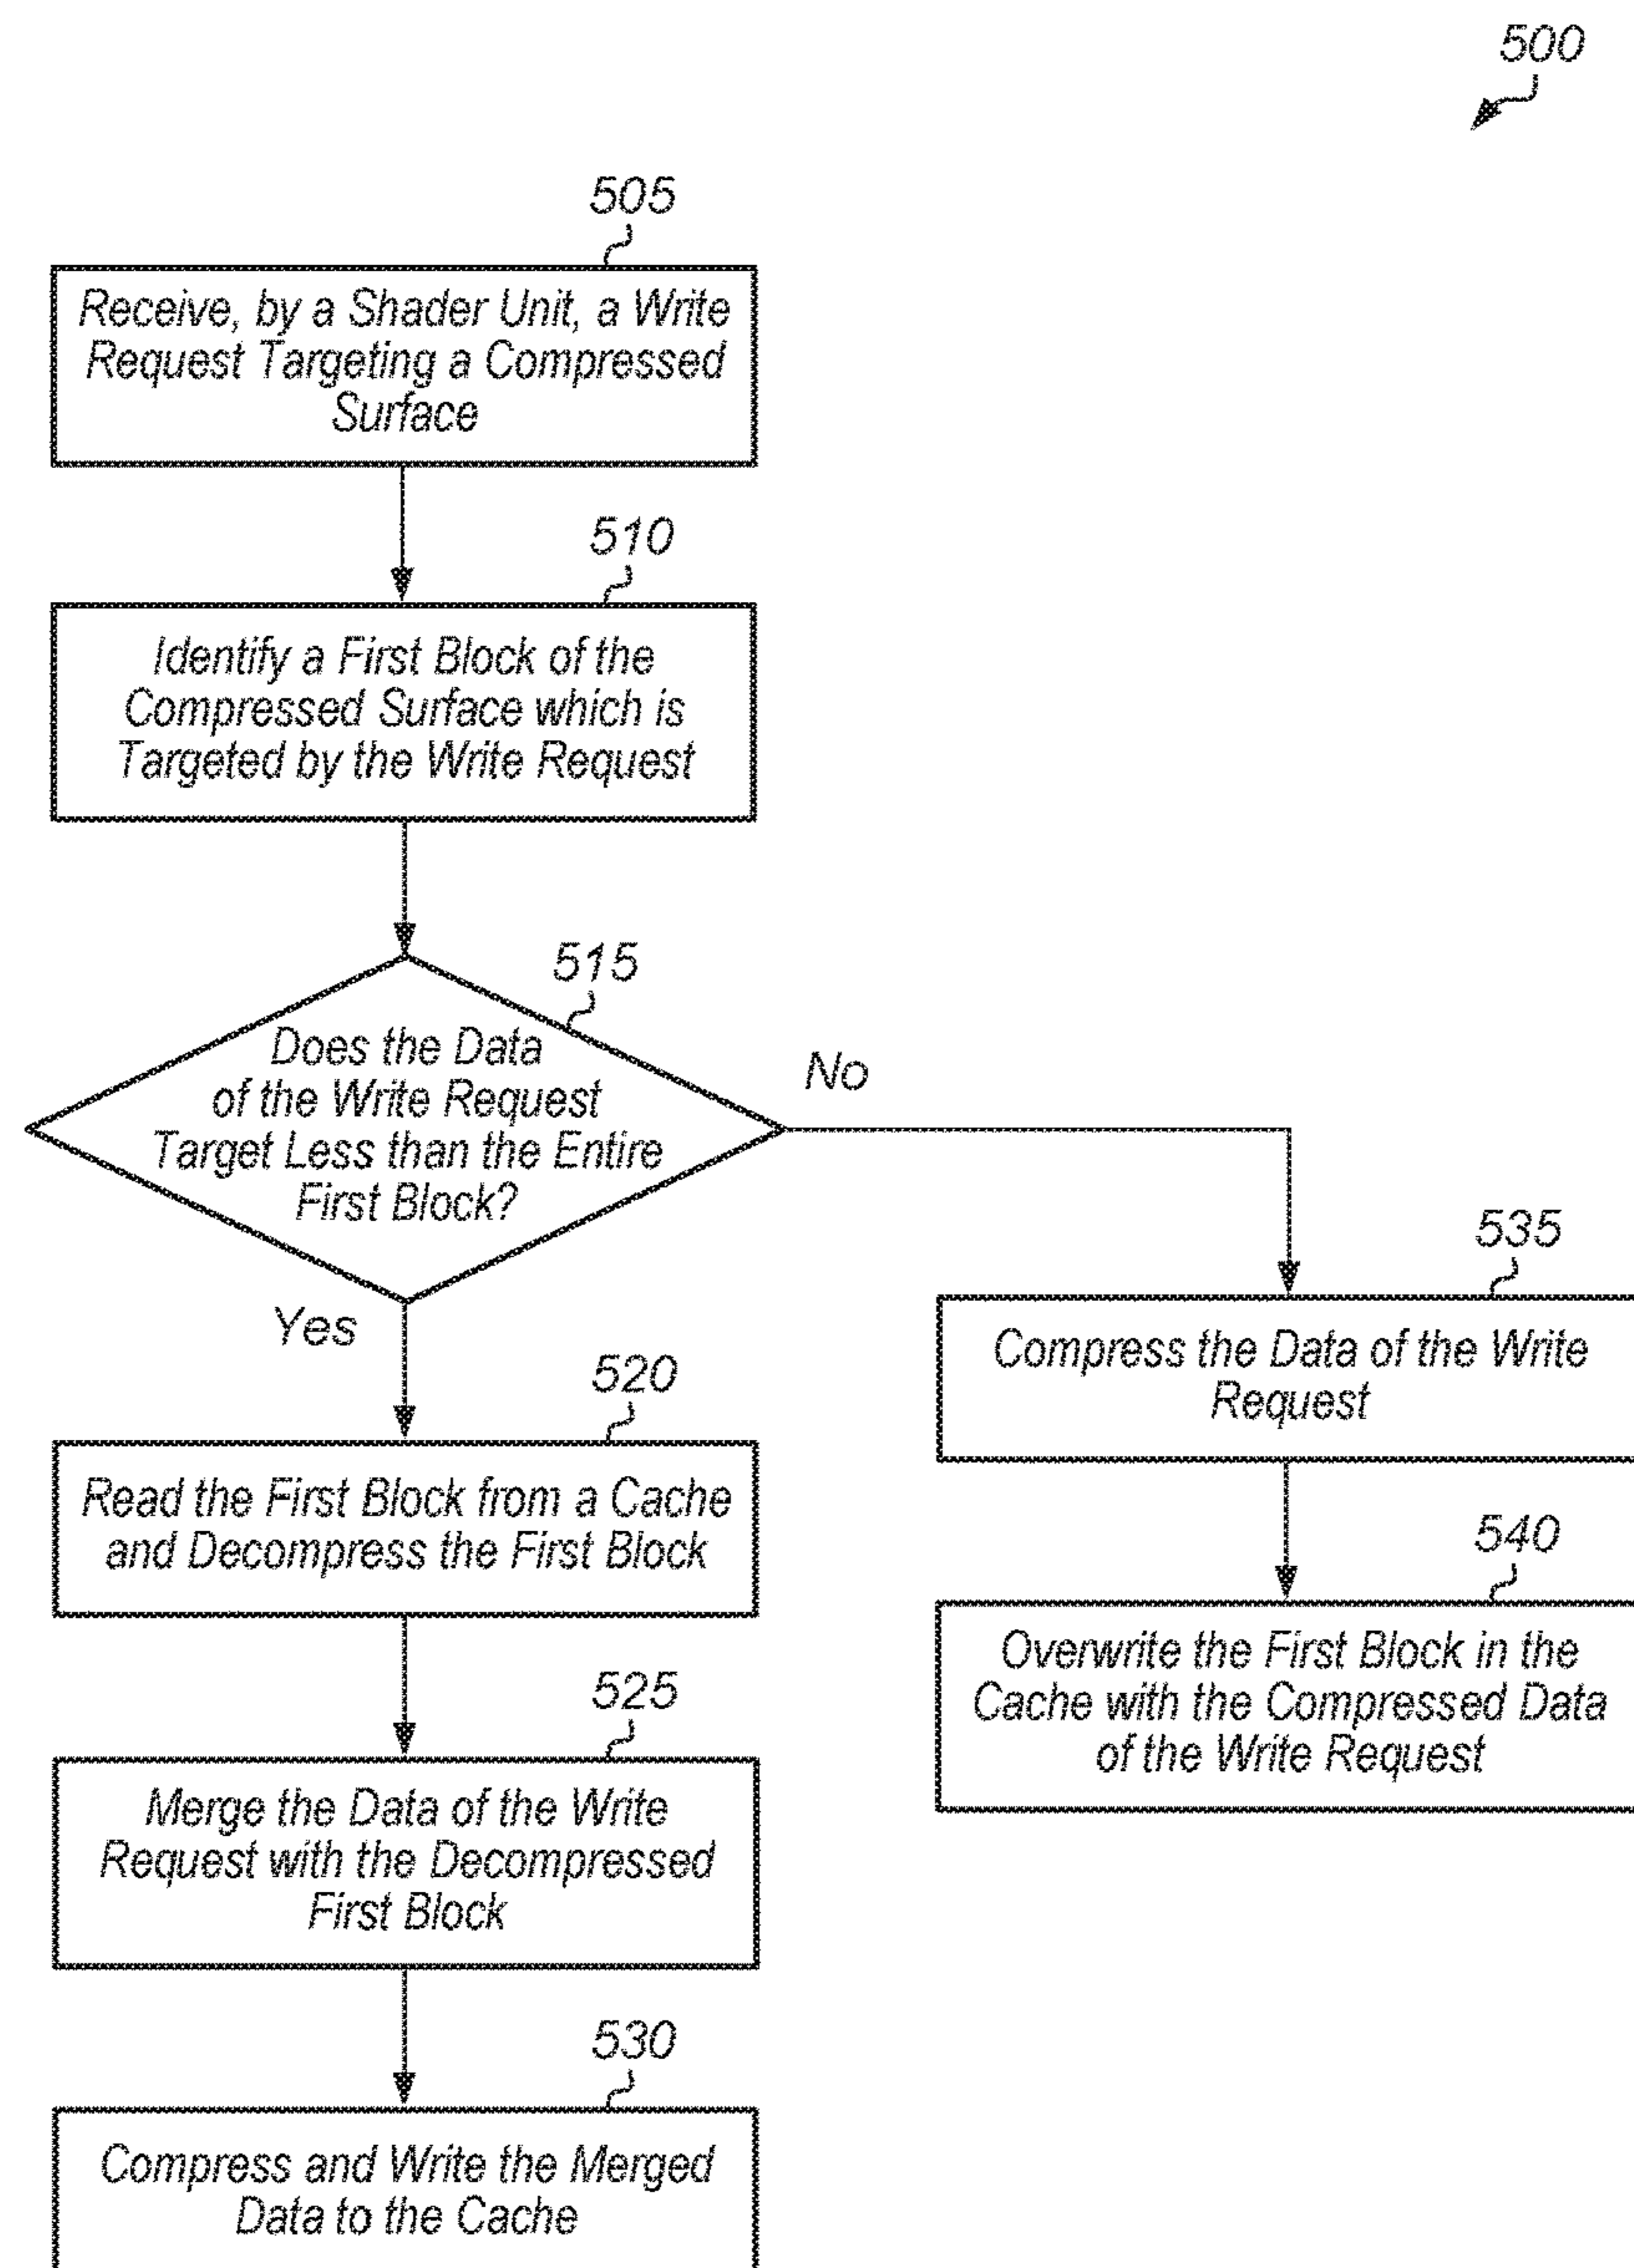 500
505
Receive, by a Shader Unit, a Write
Request Targeting a Compressed
Surface
510
Identify a First Block of the
Compressed Surface which is
Targeted by the Write Request
515
Does the Data
of the Write Request
Target Less than the Entire
First Block?
No
Yes
520
Read the First Block from a Cache
and Decompress the First Block
525
Merge the Data of the Write
Request with the Decompressed
First Block
530
Compress and Write the Merged
Data to the Cache
535
Compress the Data of the Write
Request
540
Overwrite the First Block in the
Cache with the Compressed Data
of the Write Request